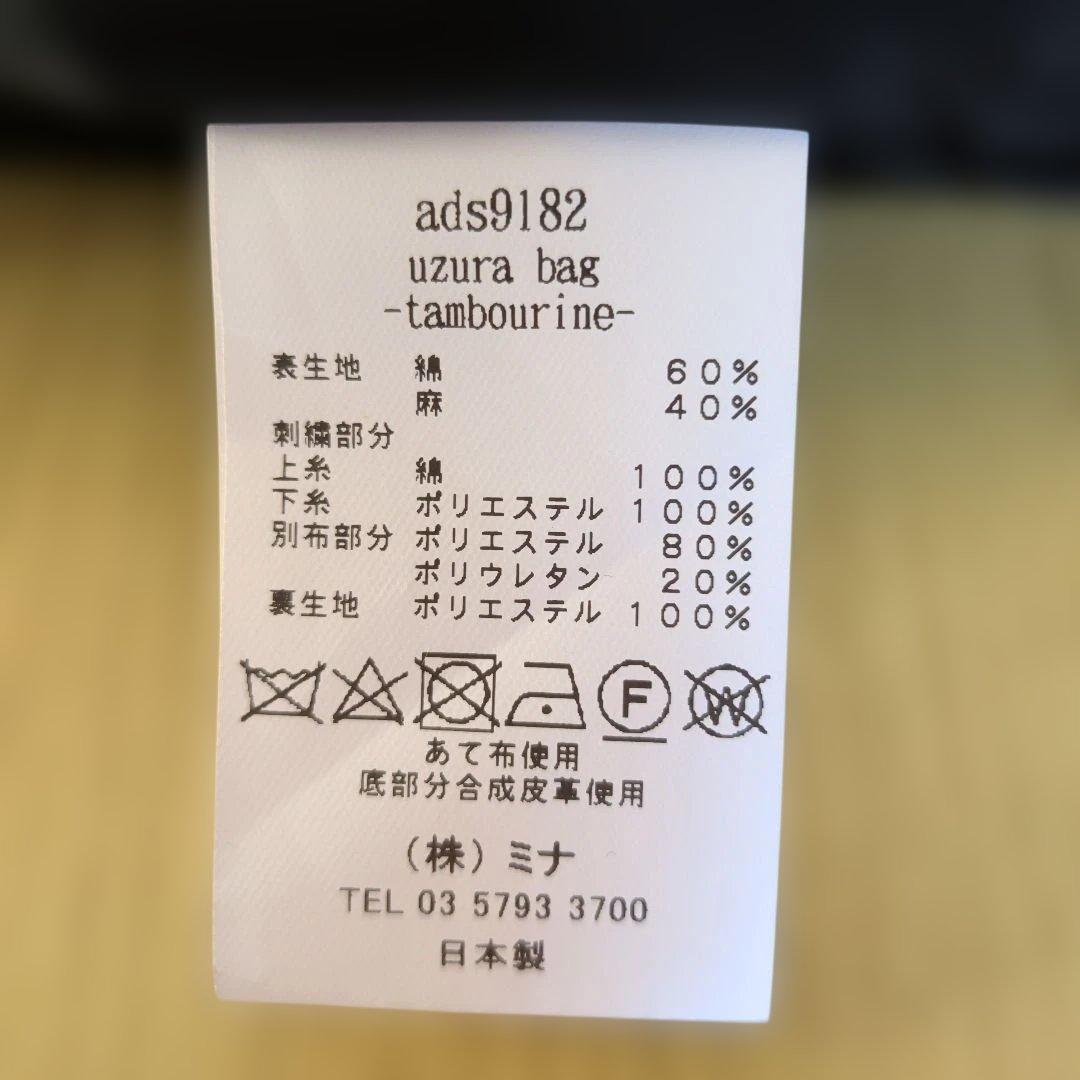 ads9182
uzura bag
-tambourine-
表生地 綿 60%
麻 40%
刺繍部分
上糸 綿 100%
下糸 ポリエステル 100%
別布部分 ポリエステル 80%
ポリウレタン 20%
裏生地 ポリエステル 100%
F W
あて布使用
底部分合成皮革使用
(株)ミナ
TEL 03 5793 3700
日本製